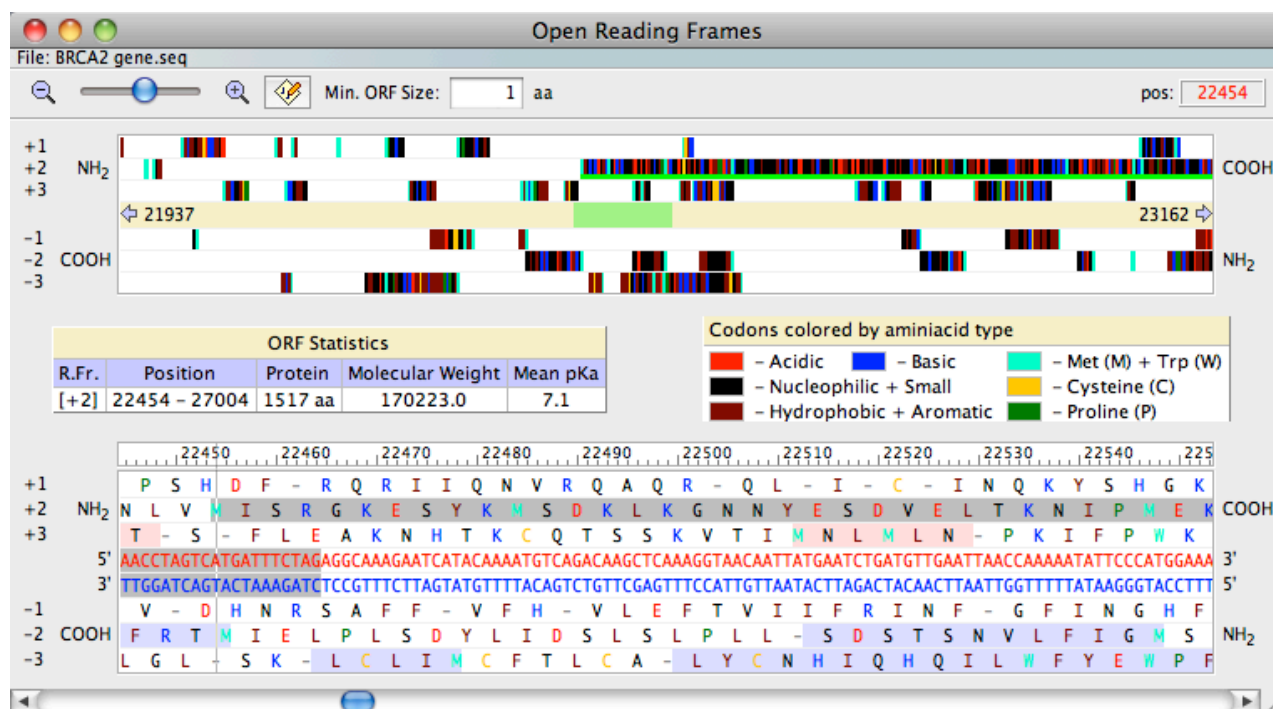 Open Reading Frames
File: BRCA2 gene.seq
Min. ORF Size: 1 aa pos: 22454
+1
+2 NH2 COOH
+3
21937 23162
-1
-2 COOH NH2
-3
ORF Statistics
R.Fr. Position Protein Molecular Weight Mean pKa
[+2] 22454 – 27004 1517 aa 170223.0 7.1
Codons colored by aminiacid type
– Acidic – Basic – Met (M) + Trp (W)
– Nucleophilic + Small – Cysteine (C)
– Hydrophobic + Aromatic – Proline (P)
22450 22460 22470 22480 22490 22500 22510 22520 22530 22540 225
+1 P S H D F - R Q R I I Q N V R Q A Q R - Q L - I - C - I N Q K Y S H G K
+2 NH2 N L V M I S R G K E S Y K M S D K L K G N N Y E S D V E L T K N I P M E K COOH
+3 T - S - F L E A K N H T K C Q T S S K V T I M N L M L N - P K I F P W K
5' AACCTAGTCATGATTTCTAGAGGCAAAGAATCATACAAAATGTCAGACAAGCTCAAAGGTAACAATTATGAATCTGATGTTGAATTAACCAAAAATATTCCCATGGAAA 3'
3' TTGGATCAGTACTAAAGATCTCCGTTTCTTAGTATGTTTTACAGTCTGTTCGAGTTTCCATTGTTAATACTTAGACTACAACTTAATTGGTTTTTATAAGGGTACCTTT 5'
-1 V - D H N R S A F F - V F H - V L E F T V I I F R I N F - G F I N G H F
-2 COOH F R T M I E L P L S D Y L I D S L S L P L L - S D S T S N V L F I G M S NH2
-3 L G L - S K - L C L I M C F T L C A - L Y C N H I Q H Q I L W F Y E W P F